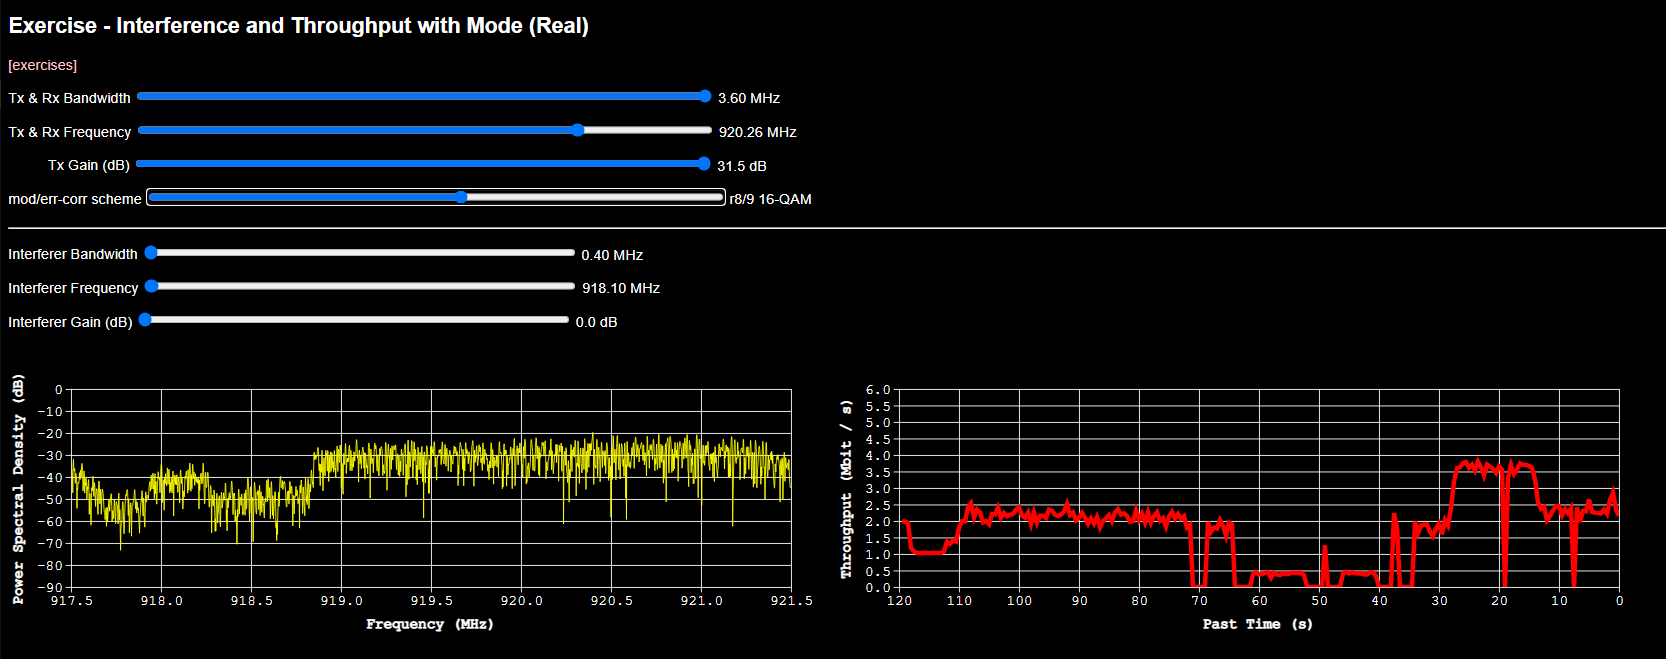 Exercise - Interference and Throughput with Mode (Real)
[exercises]
Tx & Rx Bandwidth 3.60 MHz
Tx & Rx Frequency 920.26 MHz
Tx Gain (dB) 31.5 dB
mod/err-corr scheme r8/9 16-QAM
Interferer Bandwidth 0.40 MHz
Interferer Frequency 918.10 MHz
Interferer Gain (dB) 0.0 dB
Power Spectral Density (dB)
0
-10
-20
-30
-40
-50
-60
-70
-80
-90
917.5 918.0 918.5 919.0 919.5 920.0 920.5 921.0 921.5
Frequency (MHz)
Throughput (Mbit / s)
6.0
5.5
5.0
4.5
4.0
3.5
3.0
2.5
2.0
1.5
1.0
0.5
0.0
120 110 100 90 80 70 60 50 40 30 20 10 0
Past Time (s)